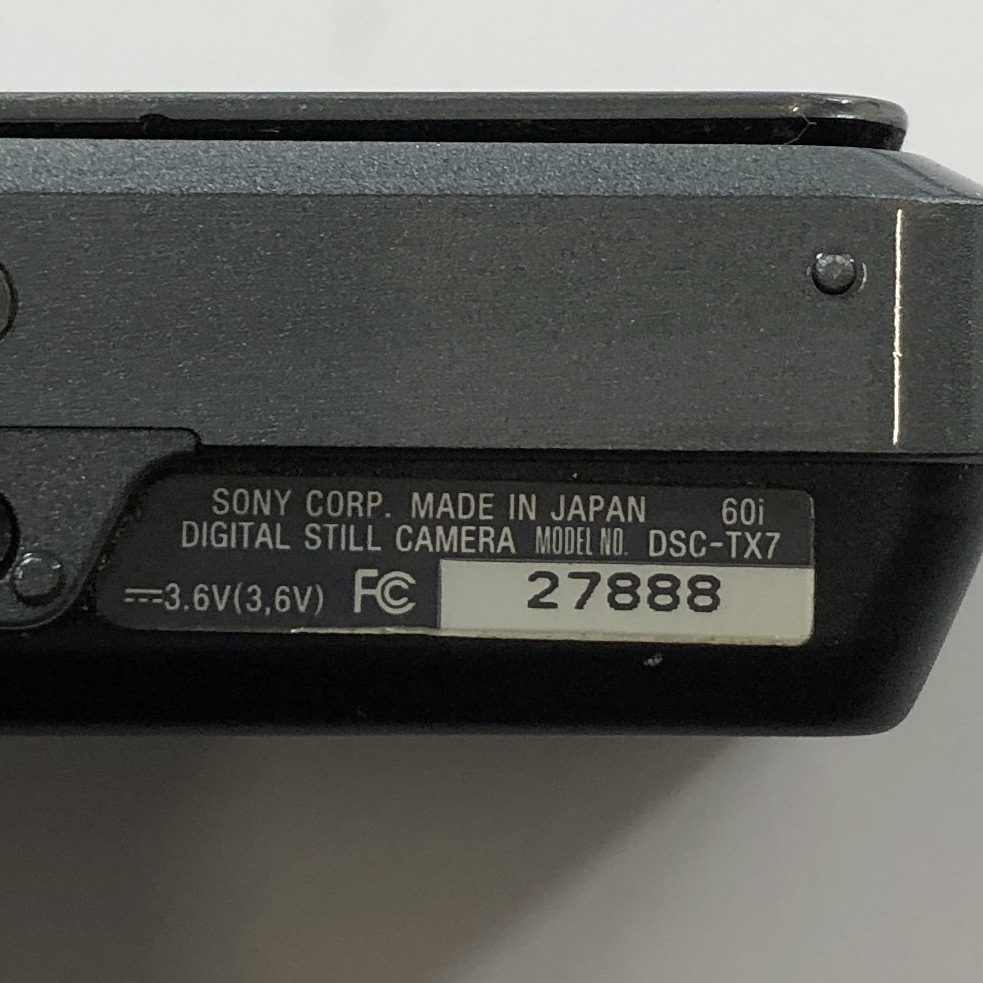 SONY CORP. MADE IN JAPAN 60i
DIGITAL STILL CAMERA MODEL NO. DSC-TX7
⎓3.6V(3,6V) FC 27888